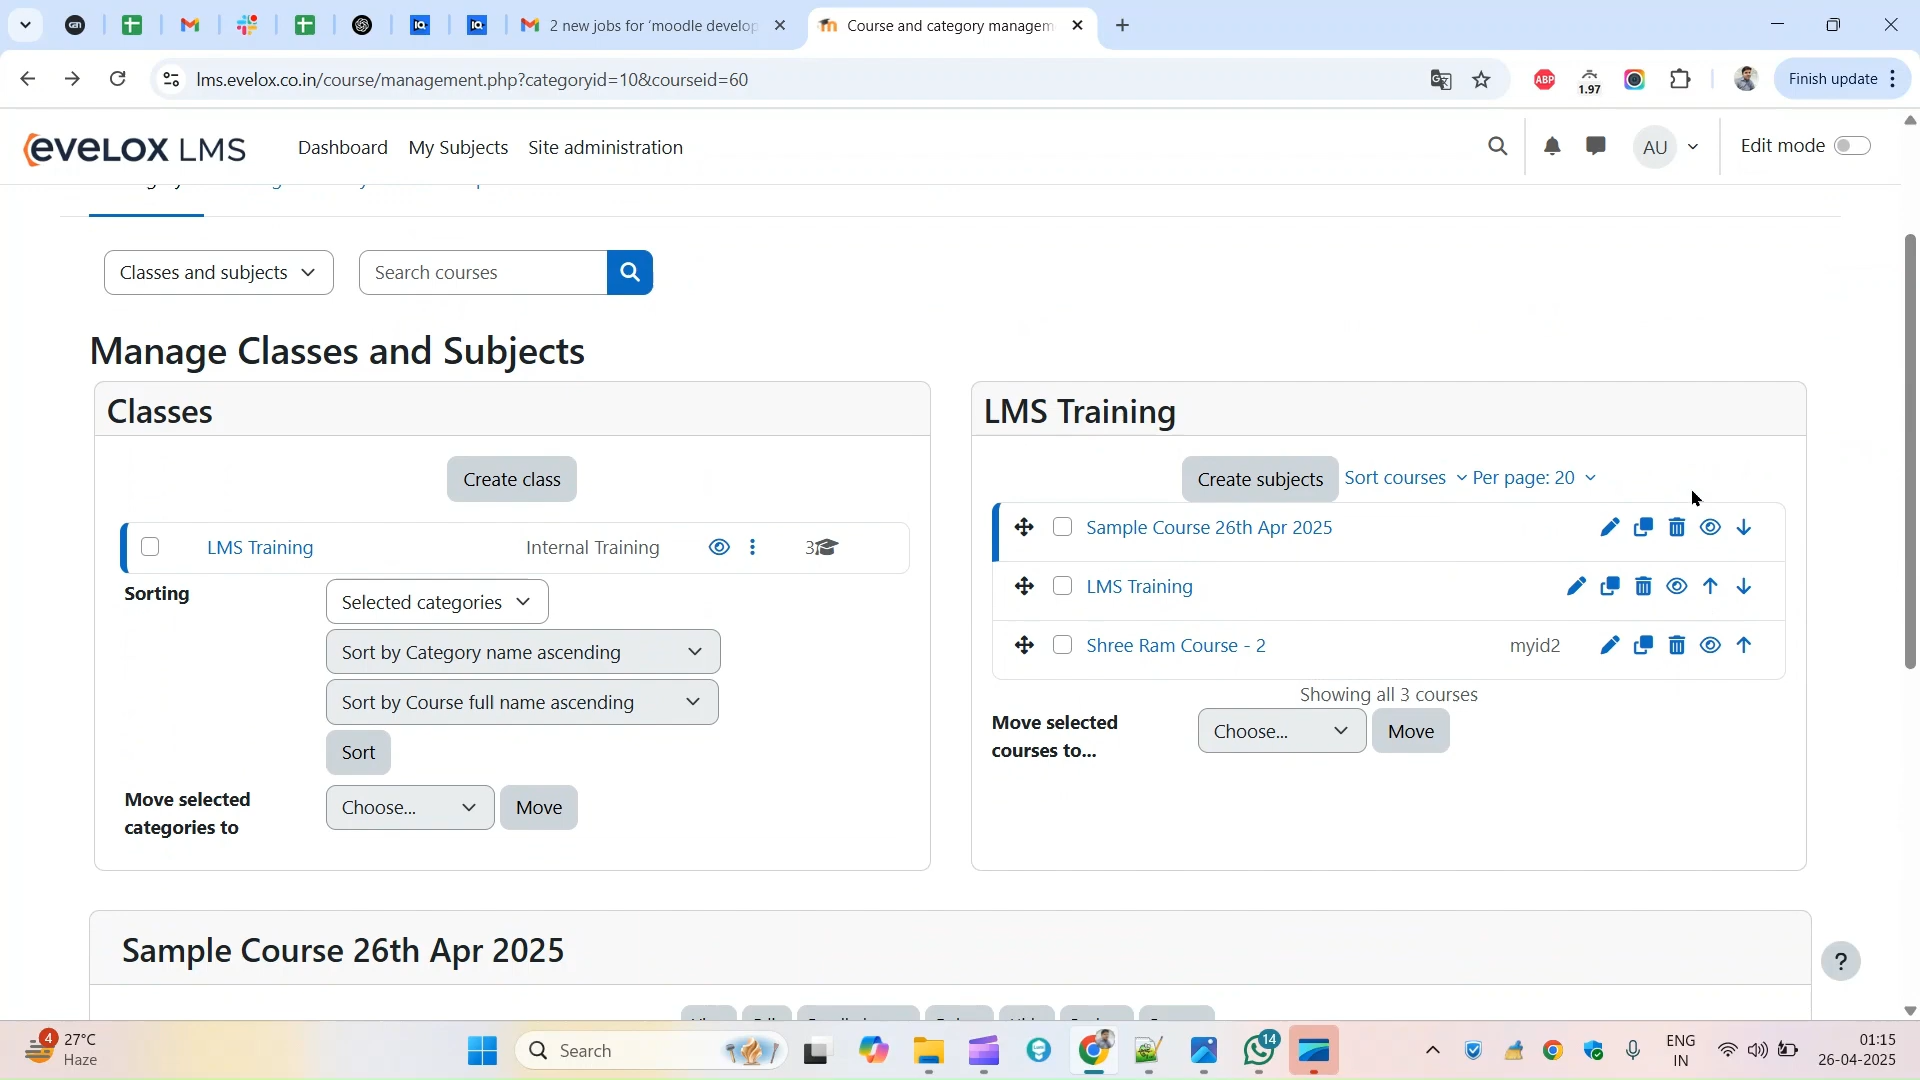 2 new jobs for 'moodle develop
Course and category managem
lms.evelox.co.in/course/management.php?categoryid=10&courseid=60
ABP
1.97
Finish update
eveLOX LMS
Dashboard
My Subjects
Site administration
AU
Edit mode
Classes and subjects
Search courses
Manage Classes and Subjects
Classes
Create class
LMS Training
Internal Training
3
Sorting
Selected categories
Sort by Category name ascending
Sort by Course full name ascending
Sort
Move selected
categories to
Choose...
Move
LMS Training
Create subjects
Sort courses
Per page: 20
Sample Course 26th Apr 2025
LMS Training
Shree Ram Course - 2
myid2
Showing all 3 courses
Move selected
courses to...
Choose...
Move
Sample Course 26th Apr 2025
?
4
27°C
Haze
Search
14
ENG
IN
01:15
26-04-2025